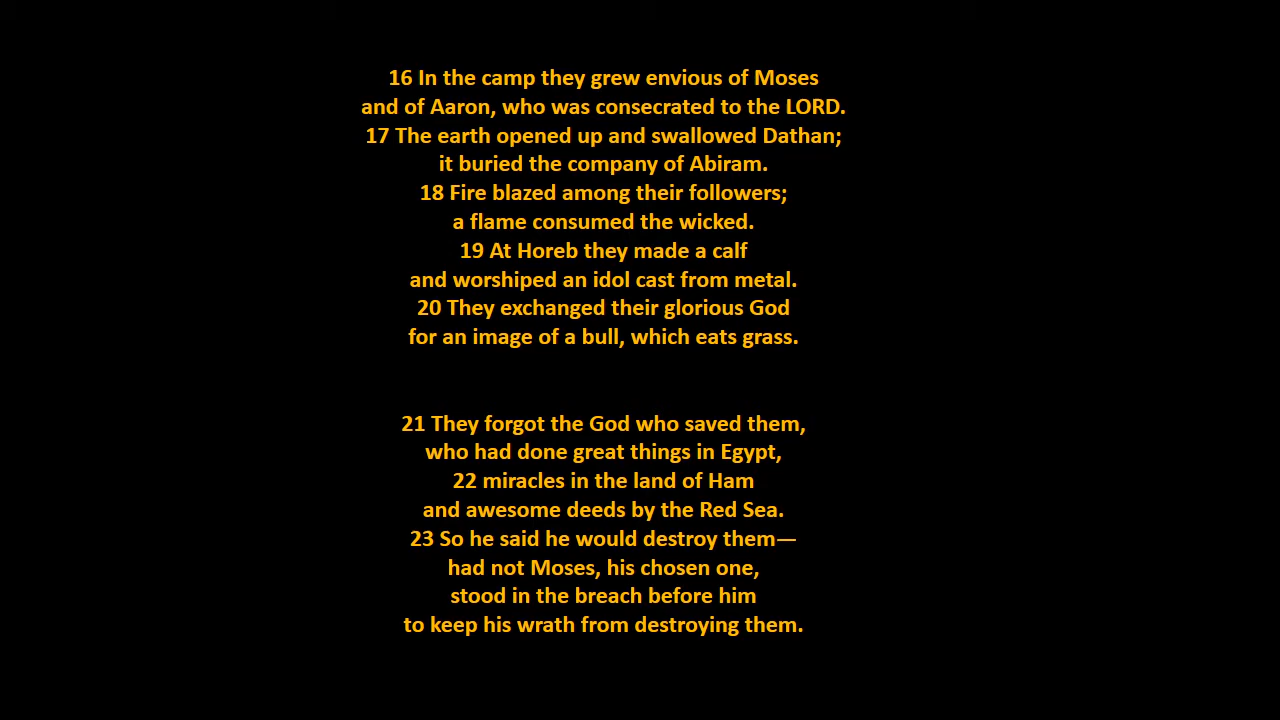 16 In the camp they grew envious of Moses
and of Aaron, who was consecrated to the LORD.
17 The earth opened up and swallowed Dathan;
it buried the company of Abiram.
18 Fire blazed among their followers;
a flame consumed the wicked.
19 At Horeb they made a calf
and worshiped an idol cast from metal.
20 They exchanged their glorious God
for an image of a bull, which eats grass.
21 They forgot the God who saved them,
who had done great things in Egypt,
22 miracles in the land of Ham
and awesome deeds by the Red Sea.
23 So he said he would destroy them—
had not Moses, his chosen one,
stood in the breach before him
to keep his wrath from destroying them.